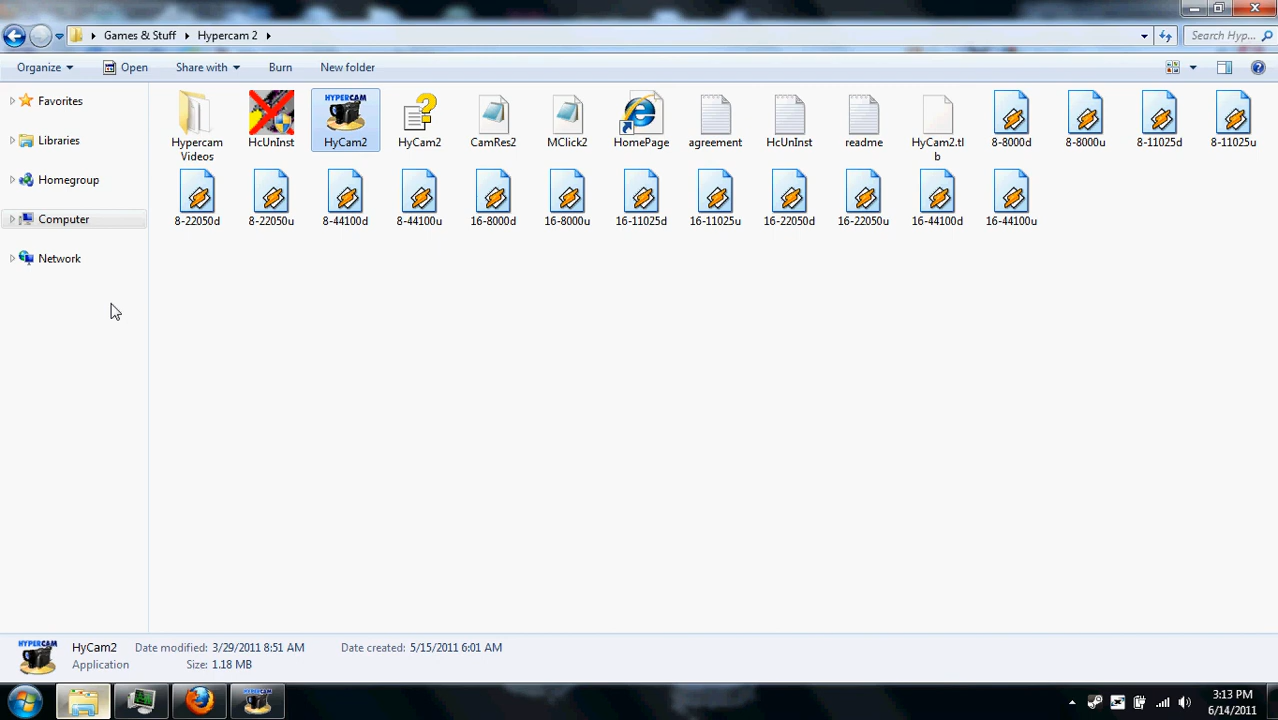 Games & Stuff Hypercam 2
Search Hyp...
Organize Open Share with Burn New folder
Favorites
Libraries
Homegroup
Computer
Network
HYPERCAM
Hypercam Videos
HcUnInst
HyCam2
HyCam2
CamRes2
MClick2
HomePage
agreement
HcUnInst
readme
HyCam2.tlb
8-8000d
8-8000u
8-11025d
8-11025u
8-22050d
8-22050u
8-44100d
8-44100u
16-8000d
16-8000u
16-11025d
16-11025u
16-22050d
16-22050u
16-44100d
16-44100u
HYPERCAM
HyCam2 Date modified: 3/29/2011 8:51 AM Date created: 5/15/2011 6:01 AM
Application Size: 1.18 MB
HYPERCAM
3:13 PM
6/14/2011